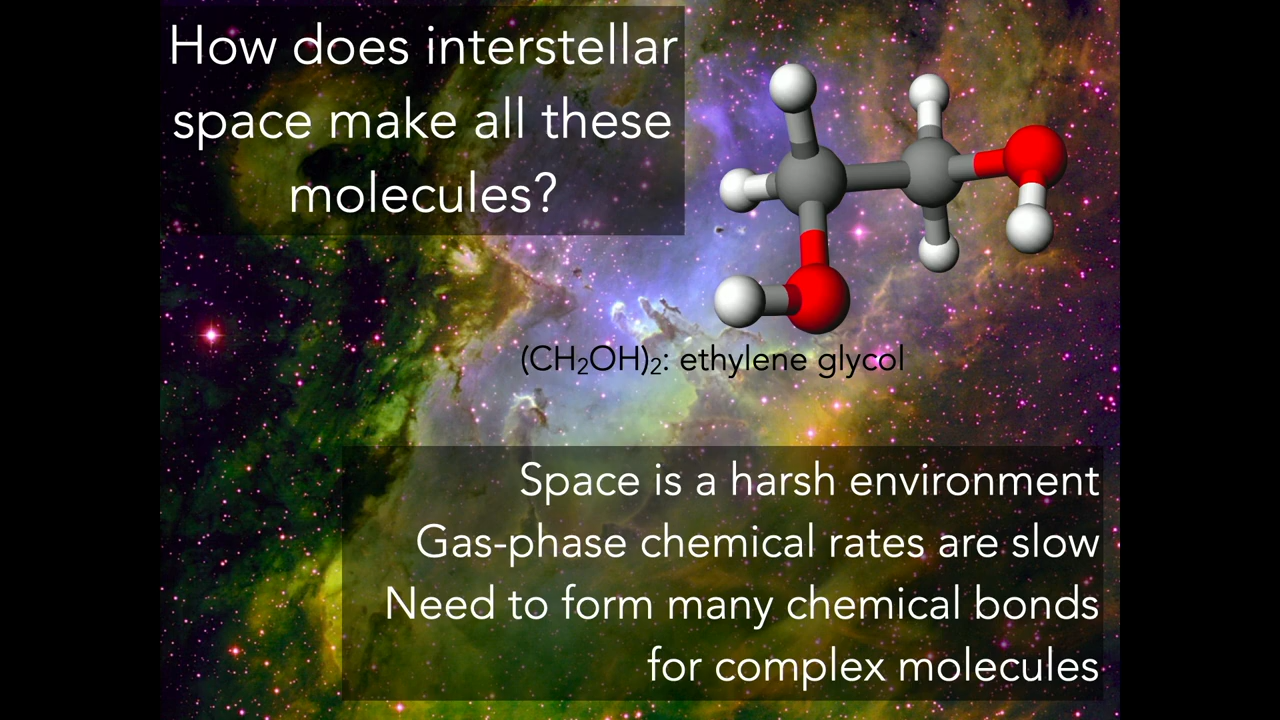 How does interstellar
space make all these
molecules?
(CH₂OH)₂: ethylene glycol
Space is a harsh environment
Gas-phase chemical rates are slow
Need to form many chemical bonds
for complex molecules